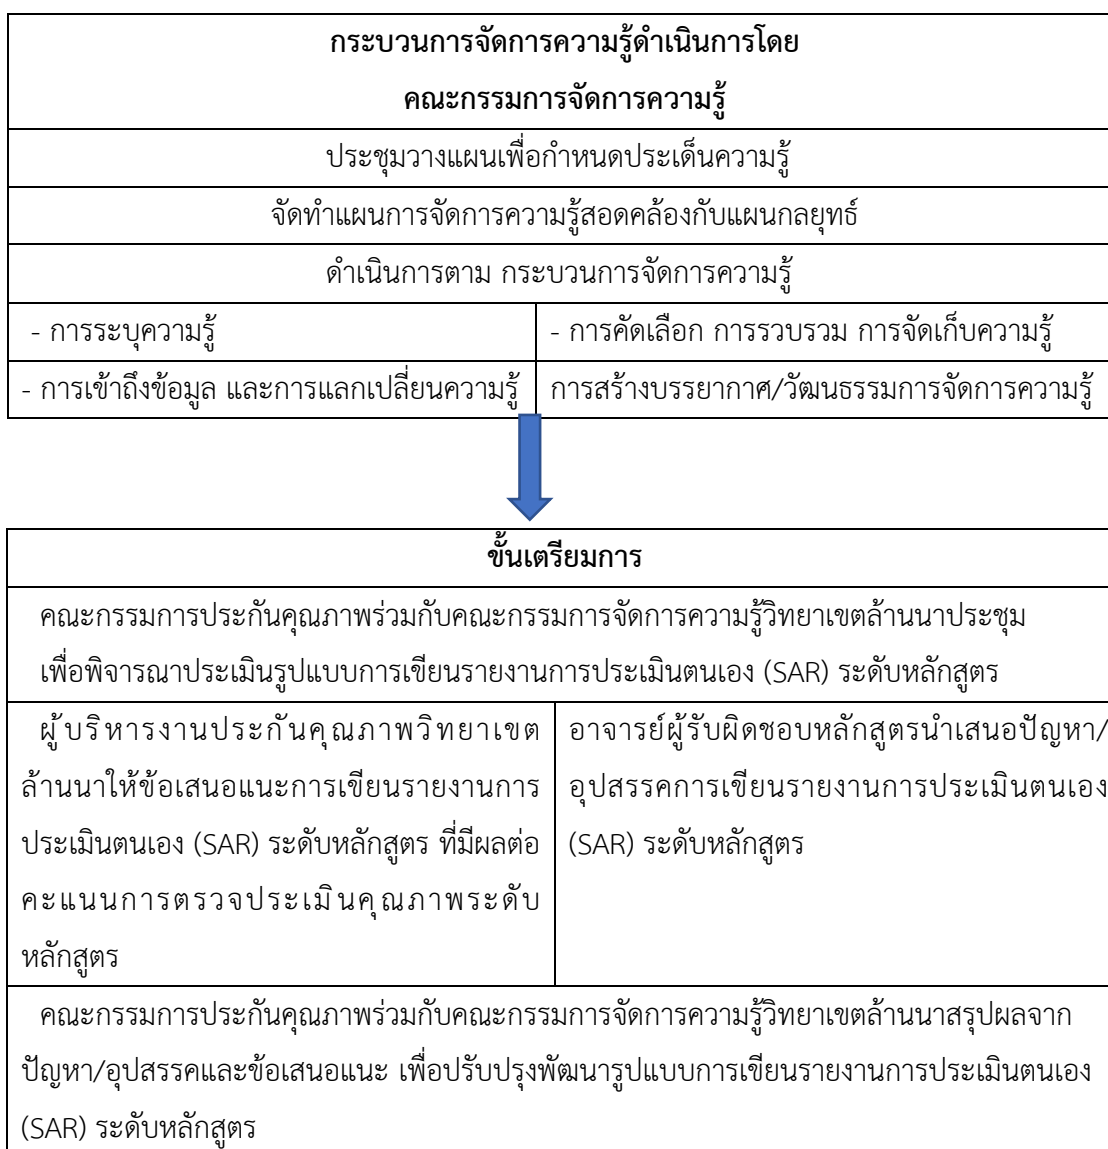 กระบวนการจัดการความรู้ดำเนินการโดย
คณะกรรมการจัดการความรู้
ประชุมวางแผนเพื่อกำหนดประเด็นความรู้
จัดทำแผนการจัดการความรู้สอดคล้องกับแผนกลยุทธ์
ดำเนินการตาม กระบวนการจัดการความรู้
- การระบุความรู้
- การคัดเลือก การรวบรวม การจัดเก็บความรู้
- การเข้าถึงข้อมูล และการแลกเปลี่ยนความรู้
การสร้างบรรยากาศ/วัฒนธรรมการจัดการความรู้
ขั้นเตรียมการ
คณะกรรมการประกันคุณภาพร่วมกับคณะกรรมการจัดการความรู้วิทยาเขตล้านนาประชุม
เพื่อพิจารณาประเมินรูปแบบการเขียนรายงานการประเมินตนเอง (SAR) ระดับหลักสูตร
ผู้บริหารงานประกันคุณภาพวิทยาเขต
ล้านนาให้ข้อเสนอแนะการเขียนรายงานการ
ประเมินตนเอง (SAR) ระดับหลักสูตร ที่มีผลต่อ
คะแนนการตรวจประเมินคุณภาพระดับ
หลักสูตร
อาจารย์ผู้รับผิดชอบหลักสูตรนำเสนอปัญหา/
อุปสรรคการเขียนรายงานการประเมินตนเอง
(SAR) ระดับหลักสูตร
คณะกรรมการประกันคุณภาพร่วมกับคณะกรรมการจัดการความรู้วิทยาเขตล้านนาสรุปผลจาก
ปัญหา/อุปสรรคและข้อเสนอแนะ เพื่อปรับปรุงพัฒนารูปแบบการเขียนรายงานการประเมินตนเอง
(SAR) ระดับหลักสูตร